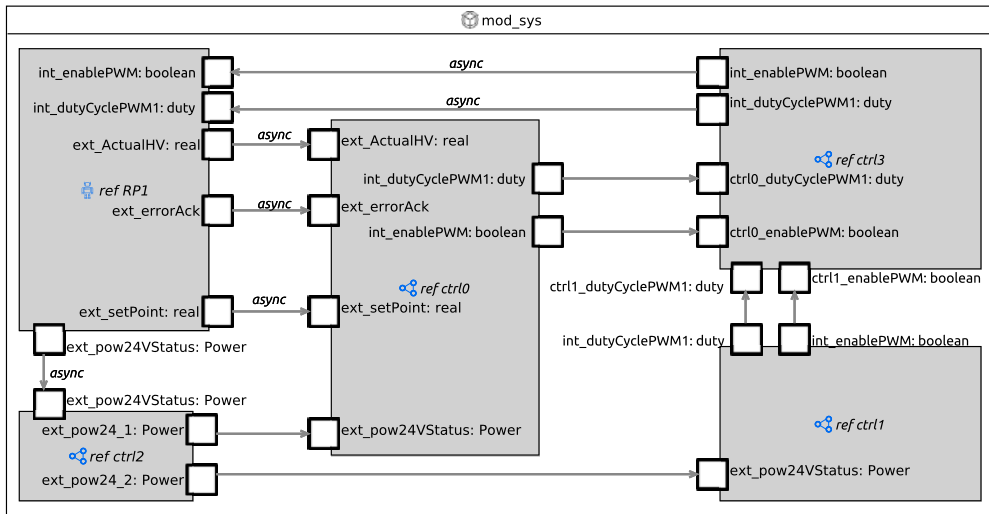 mod_sys
int_enablePWM: boolean
async
int_enablePWM: boolean
int_dutyCyclePWM1: duty
async
int_dutyCyclePWM1: duty
ext_ActualHV: real
async
ext_ActualHV: real
ref RP1
ref ctrl3
int_dutyCyclePWM1: duty
ctrl0_dutyCyclePWM1: duty
ext_errorAck
async
ext_errorAck
int_enablePWM: boolean
ctrl0_enablePWM: boolean
ref ctrl0
ctrl1_dutyCyclePWM1: duty
ctrl1_enablePWM: boolean
ext_setPoint: real
async
ext_setPoint: real
ext_pow24VStatus: Power
int_dutyCyclePWM1: duty
int_enablePWM: boolean
async
ext_pow24VStatus: Power
ext_pow24_1: Power
ext_pow24VStatus: Power
ref ctrl1
ref ctrl2
ext_pow24_2: Power
ext_pow24VStatus: Power